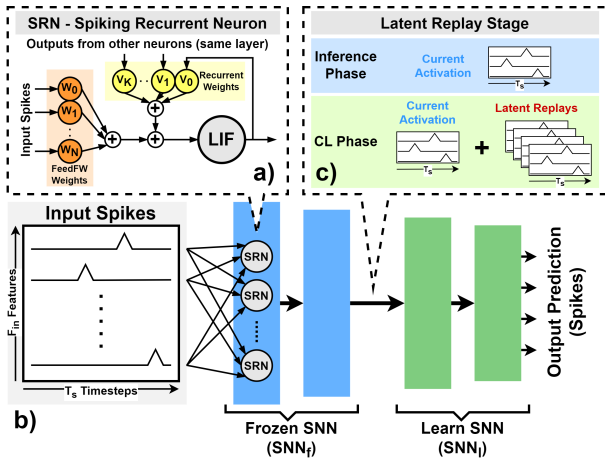 SRN - Spiking Recurrent Neuron
Outputs from other neurons (same layer)
W0
W1
WN
Input Spikes
FeedFW
Weights
VK
V1
V0
Recurrent
Weights
+
+
+
LIF
a)
Latent Replay Stage
Inference
Phase
Current
Activation
Ts
CL Phase
Current
Activation
Ts
+
Latent Replays
Ts
c)
Input Spikes
Fin Features
Ts Timesteps
b)
SRN
SRN
SRN
Frozen SNN
(SNNf)
Learn SNN
(SNNl)
Output Prediction
(Spikes)